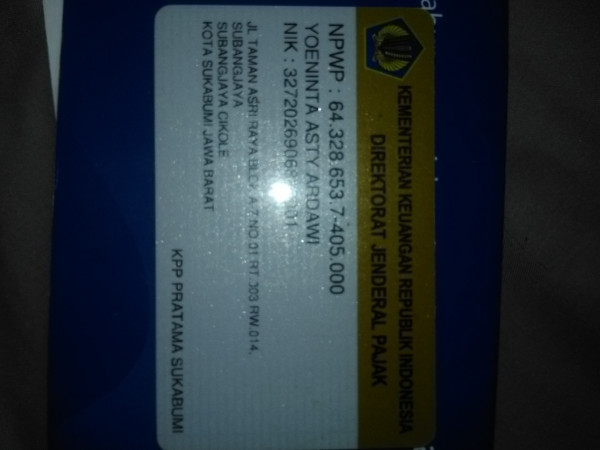 KEMENTERIAN KEUANGAN REPUBLIK INDONESIA
DIREKTORAT JENDERAL PAJAK
NPWP : 64.328.653.7-405.000
YOENINTA ASTY ARDAWI
NIK :
JL TAMAN ASRI RAYA NO 01 RT 003 RW.014,
SUBANGJAYA
SUBANGJAYA CIKOLE
KOTA SUKABUMI JAWA BARAT
KPP PRATAMA SUKABUMI